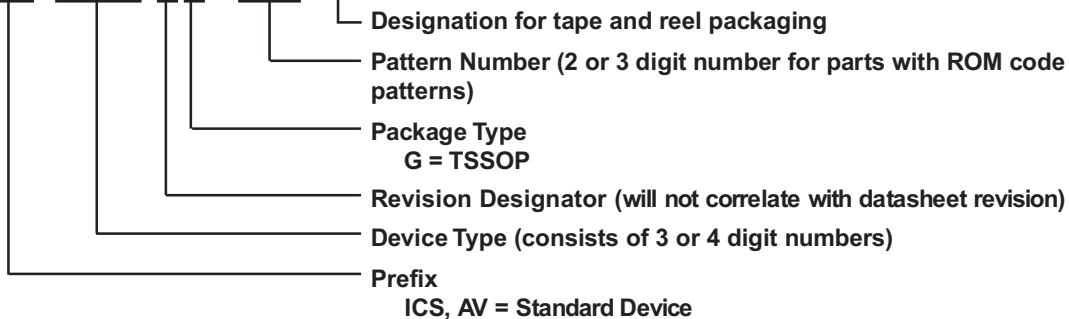 Designation for tape and reel packaging
Pattern Number (2 or 3 digit number for parts with ROM code
patterns)
Package Type
G = TSSOP
Revision Designator (will not correlate with datasheet revision)
Device Type (consists of 3 or 4 digit numbers)
Prefix
ICS, AV = Standard Device